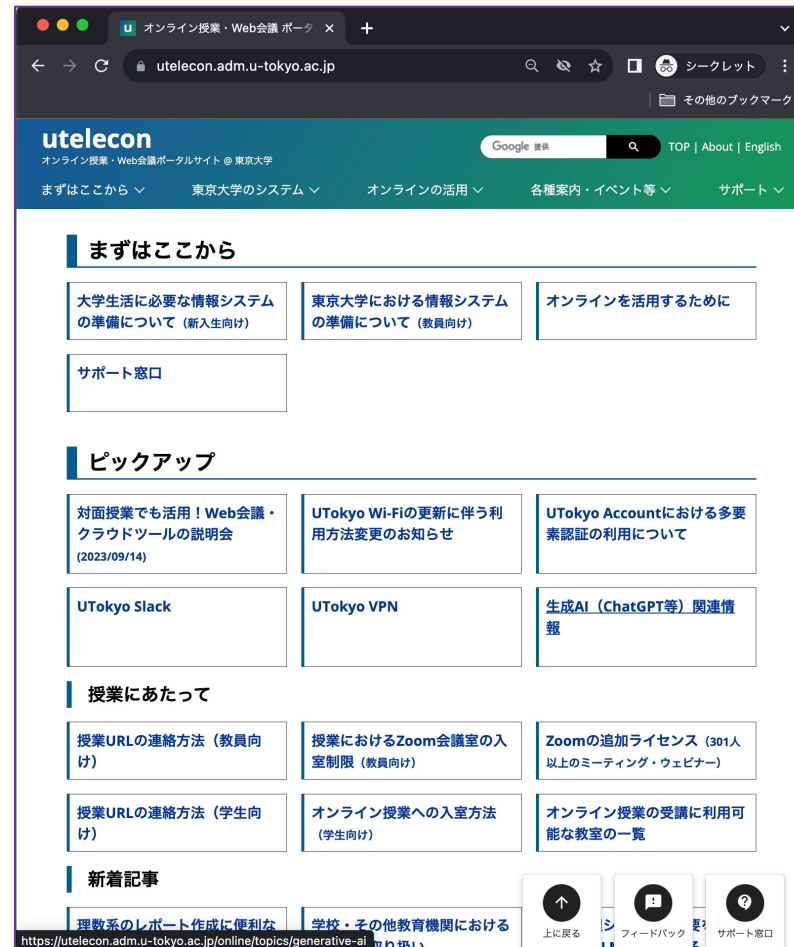 オンライン授業・Web会議 ポータ
utelecon.adm.u-tokyo.ac.jp
シークレット
その他のブックマーク
utelecon
オンライン授業・Web会議ポータルサイト @ 東京大学
Google 提供
TOP | About | English
まずはここから
東京大学のシステム
オンラインの活用
各種案内・イベント等
サポート
まずはここから
大学生活に必要な情報システム
の準備について（新入生向け）
東京大学における情報システム
の準備について（教員向け）
オンラインを活用するために
サポート窓口
ピックアップ
対面授業でも活用！Web会議・
クラウドツールの説明会
(2023/09/14)
UTokyo Wi-Fiの更新に伴う利
用方法変更のお知らせ
UTokyo Accountにおける多要
素認証の利用について
UTokyo Slack
UTokyo VPN
生成AI（ChatGPT等）関連情
報
授業にあたって
授業URLの連絡方法（教員向
け）
授業におけるZoom会議室の入
室制限（教員向け）
Zoomの追加ライセンス（301人
以上のミーティング・ウェビナー）
授業URLの連絡方法（学生向
け）
オンライン授業への入室方法
（学生向け）
オンライン授業の受講に利用可
能な教室の一覧
新着記事
理数系のレポート作成に便利な
学校・その他教育機関における
取り扱い
上に戻る
フィードバック
サポート窓口
https://utelecon.adm.u-tokyo.ac.jp/online/topics/generative-ai